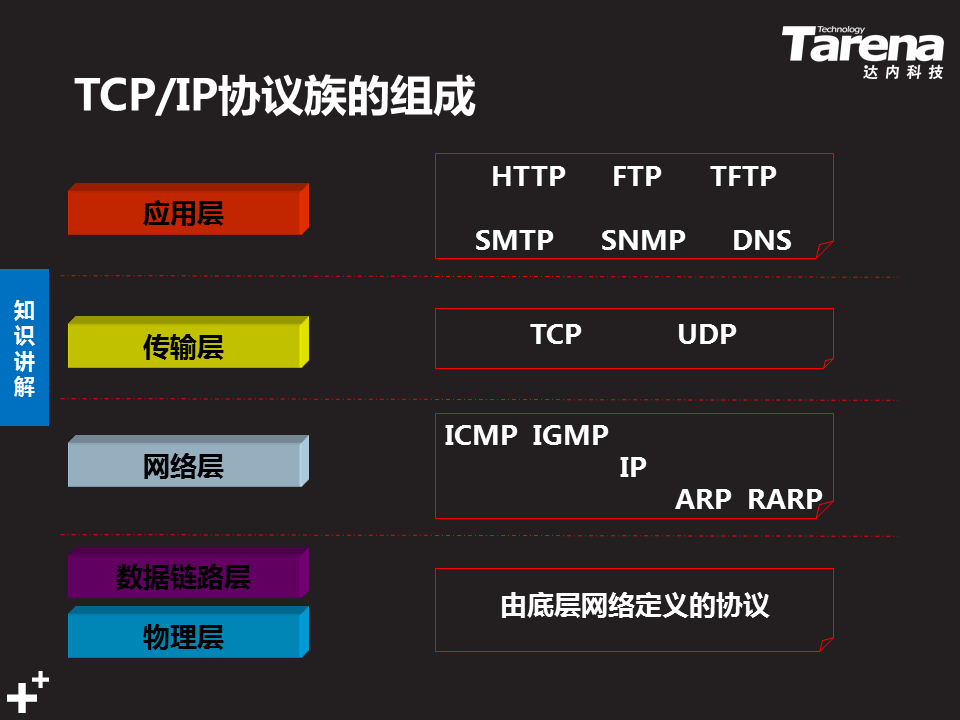 Technology
Tarena
达内科技
TCP/IP协议族的组成
应用层
HTTP FTP TFTP
SMTP SNMP DNS
知识讲解
传输层
TCP UDP
网络层
ICMP IGMP
IP
ARP RARP
数据链路层
物理层
由底层网络定义的协议